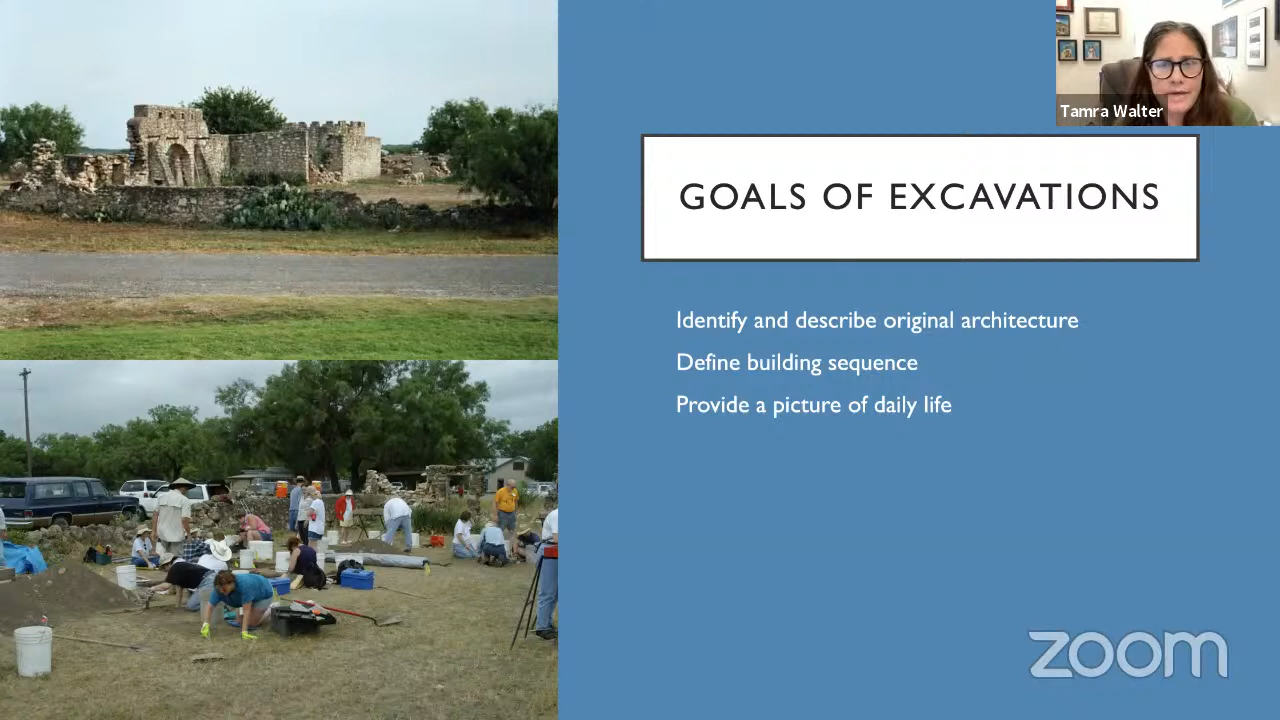 Tamra Walter
GOALS OF EXCAVATIONS
Identify and describe original architecture
Define building sequence
Provide a picture of daily life
zoom